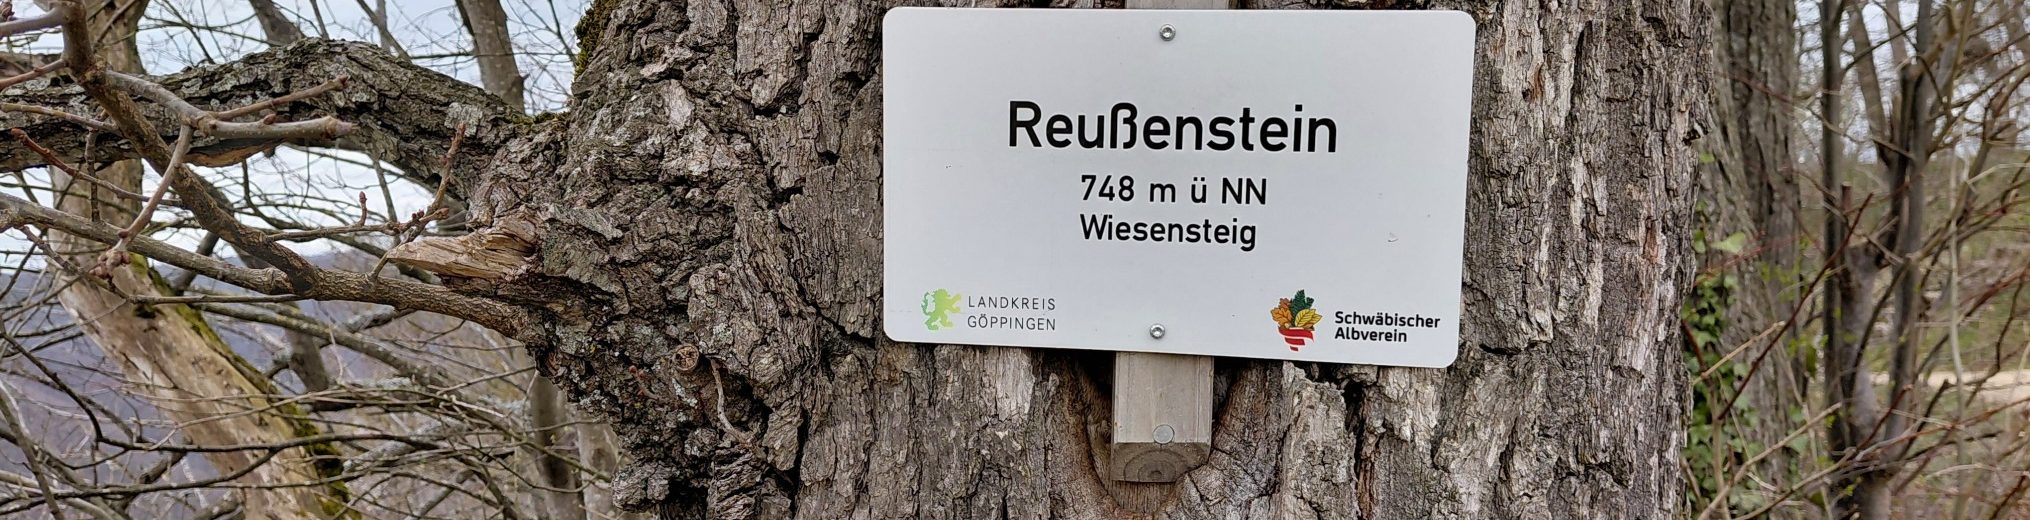 Reußenstein
748 m ü NN
Wiesensteig
LANDKREIS
GÖPPINGEN
Schwäbischer
Albverein